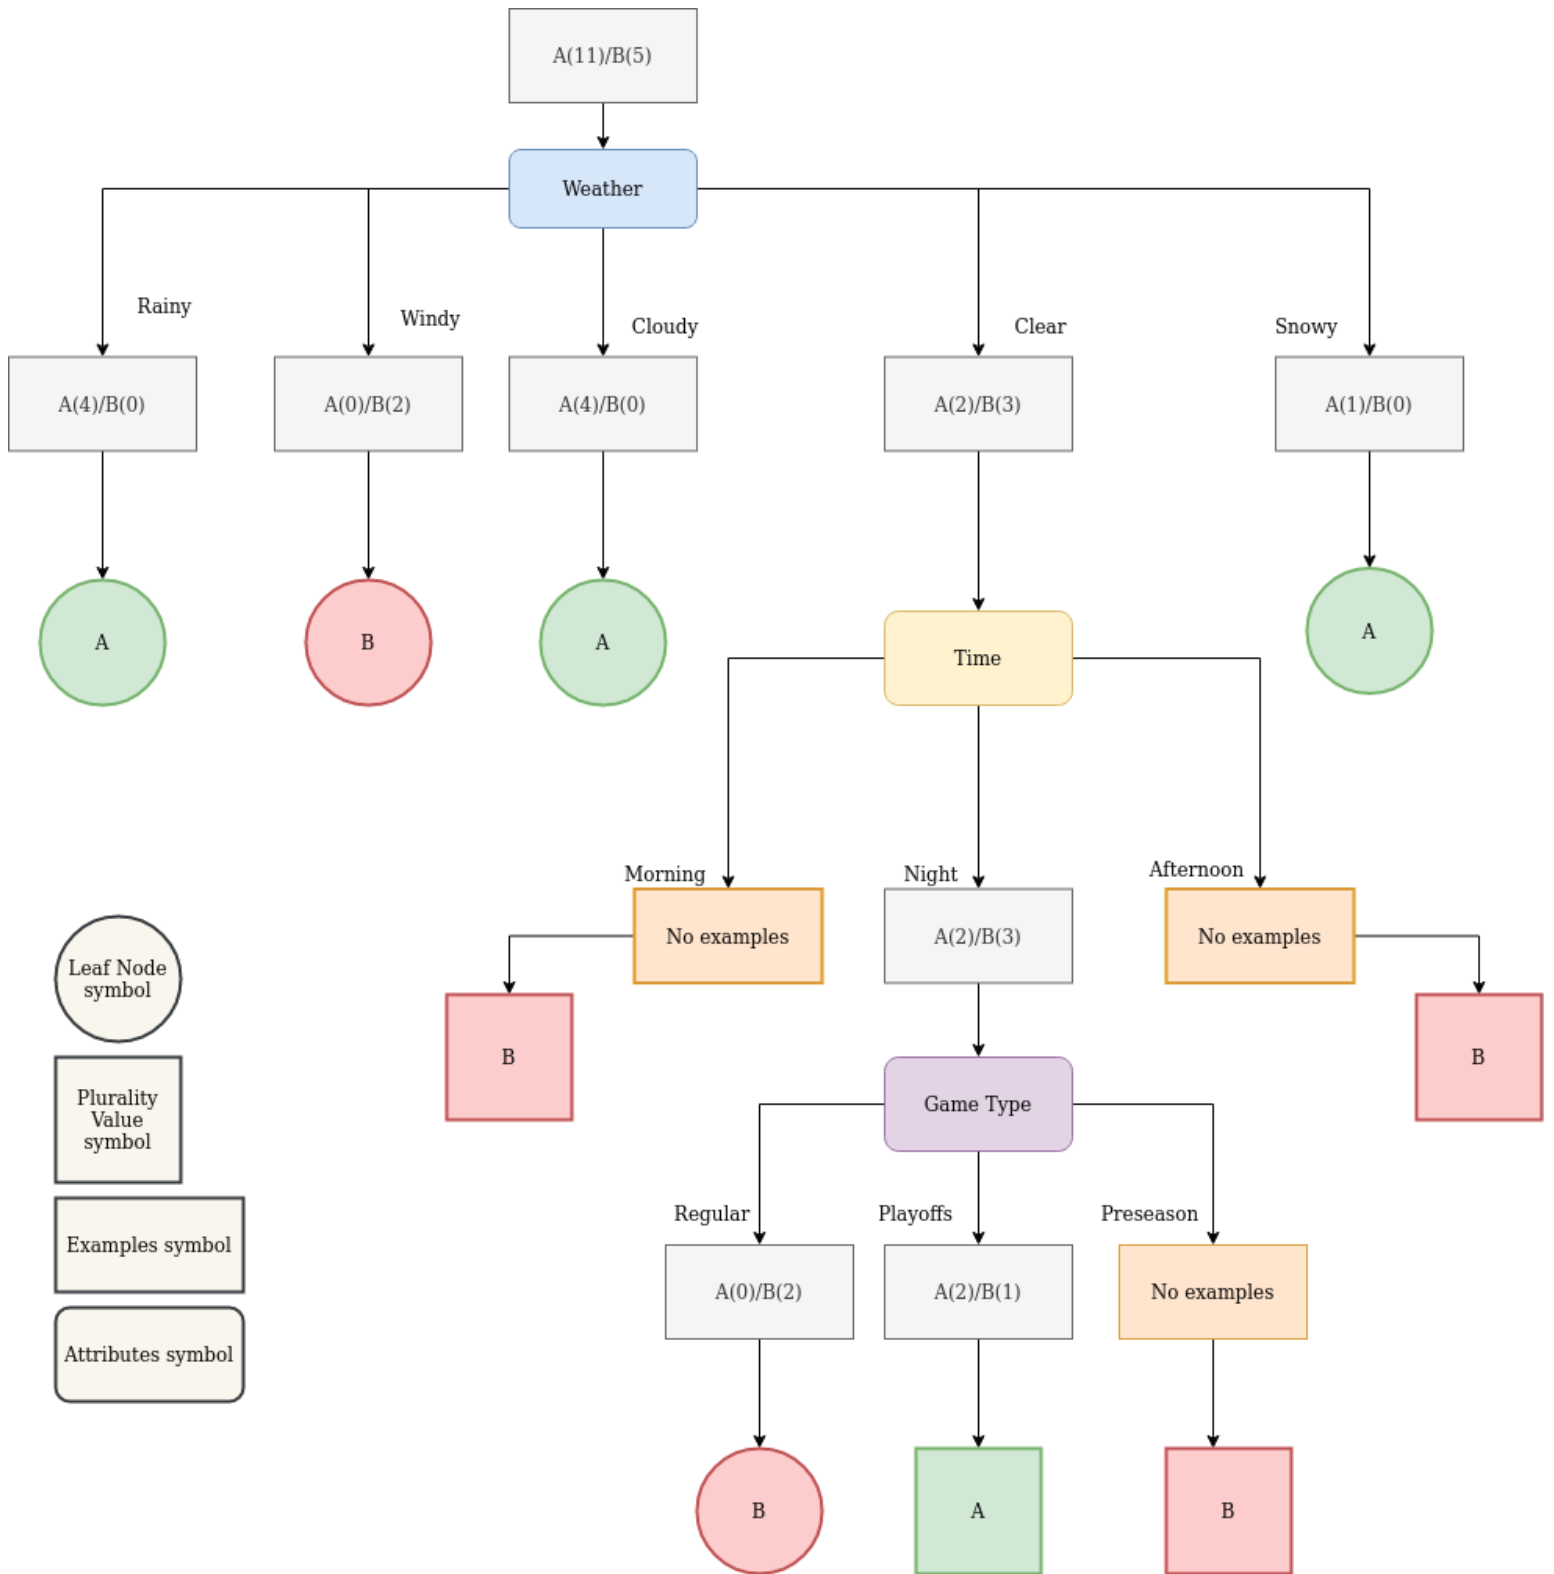 A(11)/B(5)
Weather
Rainy
Windy
Cloudy
Clear
Snowy
A(4)/B(0)
A(0)/B(2)
A(4)/B(0)
A(2)/B(3)
A(1)/B(0)
A
B
A
A
Time
Morning
Night
Afternoon
No examples
A(2)/B(3)
No examples
B
B
Game Type
Regular
Playoffs
Preseason
A(0)/B(2)
A(2)/B(1)
No examples
B
A
B
Leaf Node
symbol
Plurality
Value
symbol
Examples symbol
Attributes symbol